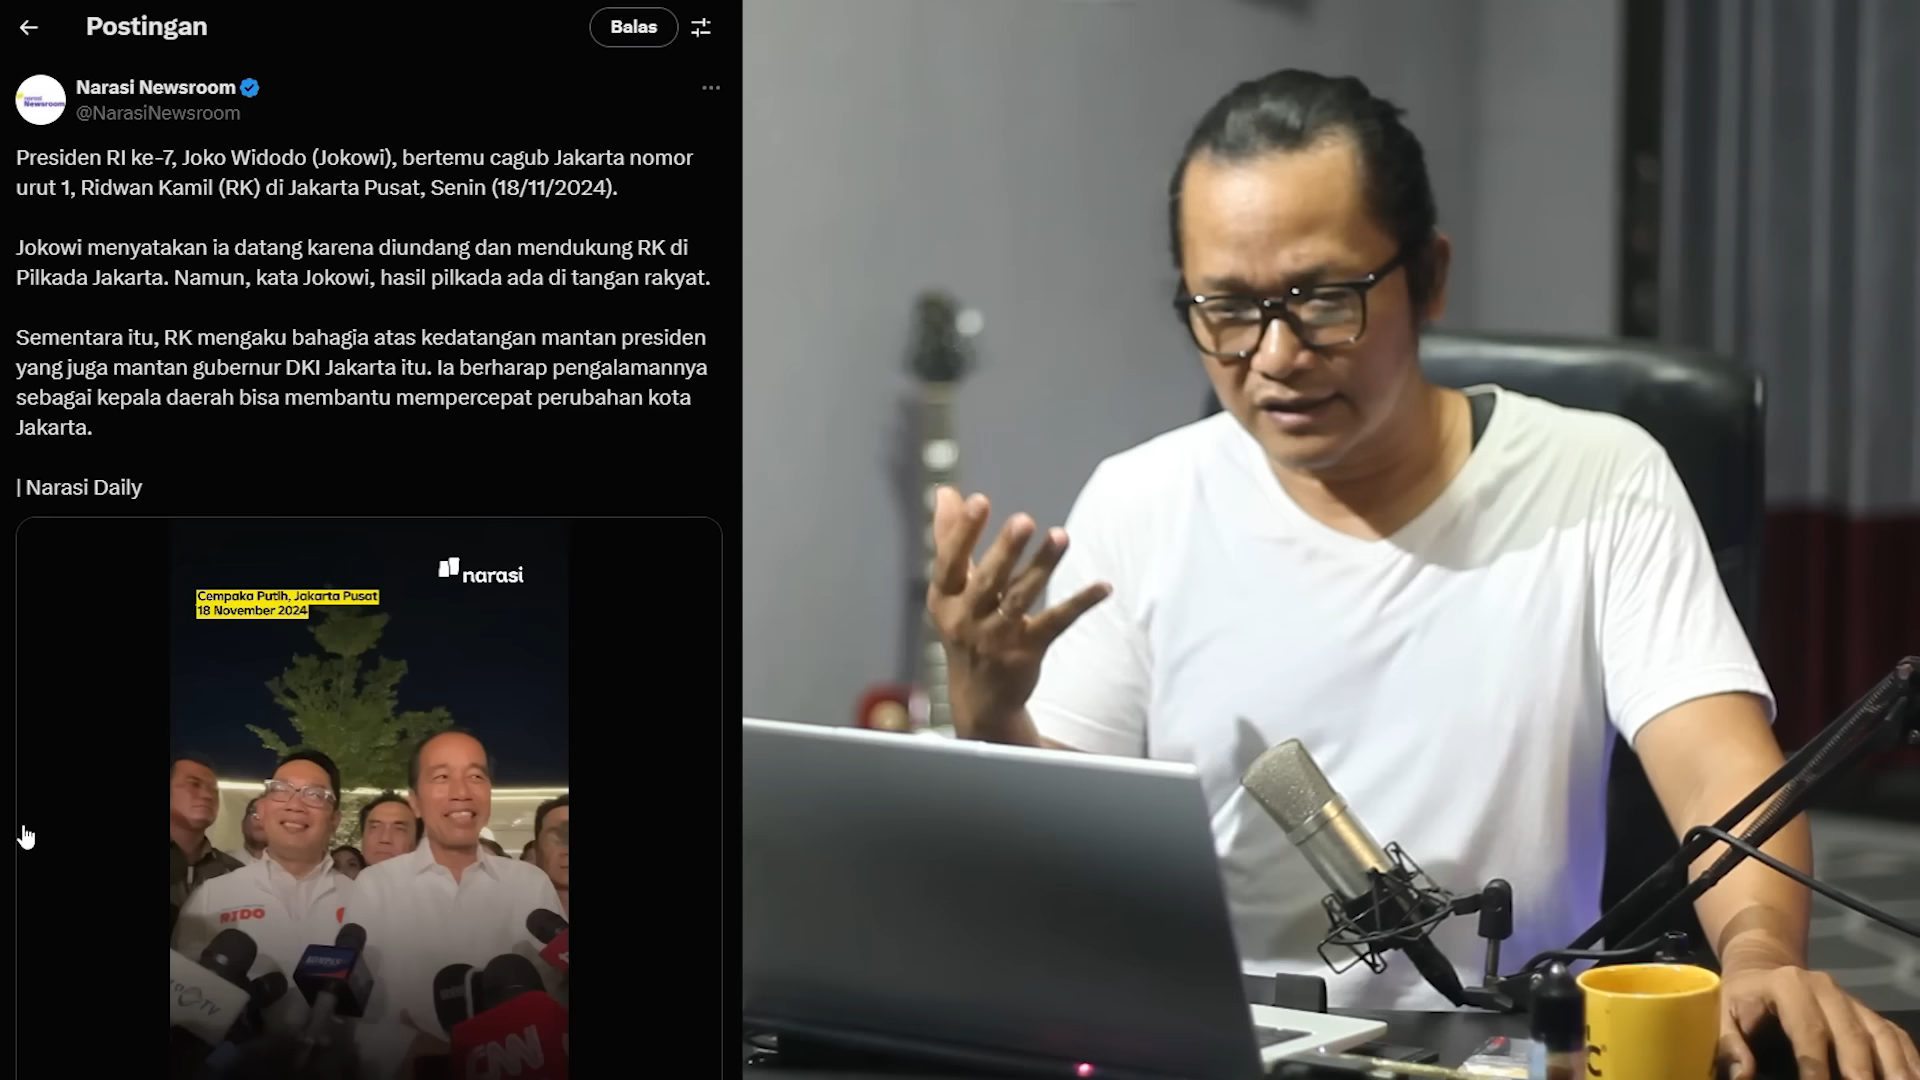 Postingan
Balas
Narasi Newsroom
@NarasiNewsroom
narasi
Newsroom
Presiden RI ke-7, Joko Widodo (Jokowi), bertemu cagub Jakarta nomor
urut 1, Ridwan Kamil (RK) di Jakarta Pusat, Senin (18/11/2024).
Jokowi menyatakan ia datang karena diundang dan mendukung RK di
Pilkada Jakarta. Namun, kata Jokowi, hasil pilkada ada di tangan rakyat.
Sementara itu, RK mengaku bahagia atas kedatangan mantan presiden
yang juga mantan gubernur DKI Jakarta itu. Ia berharap pengalamannya
sebagai kepala daerah bisa membantu mempercepat perubahan kota
Jakarta.
| Narasi Daily
narasi
Cempaka Putih, Jakarta Pusat
18 November 2024
RIDO
CNN